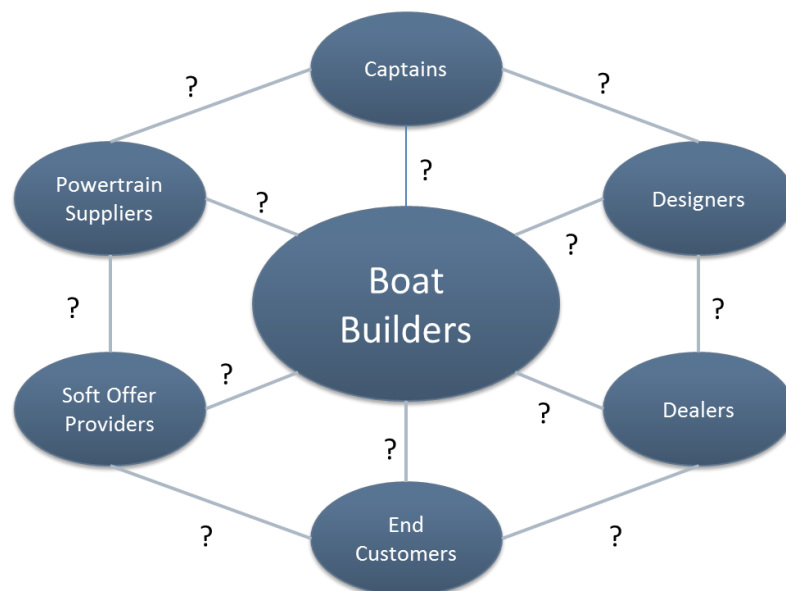 Captains
?
?
Powertrain
Suppliers
?
?
Designers
?
Boat
Builders
?
?
Soft Offer
Providers
?
?
Dealers
?
?
End
Customers
?
?